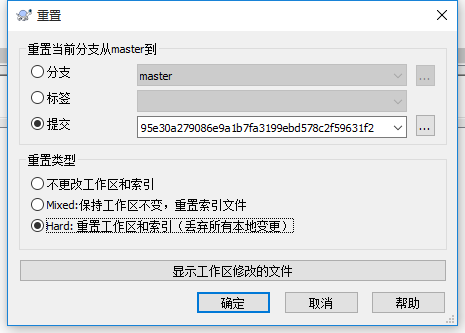 重置
重置当前分支从master到
分支
master
...
标签
提交
95e30a279086e9a1b7fa3199ebd578c2f59631f2
...
重置类型
不更改工作区和索引
Mixed:保持工作区不变，重置索引文件
Hard: 重置工作区和索引（丢弃所有本地变更）
显示工作区修改的文件
确定
取消
帮助